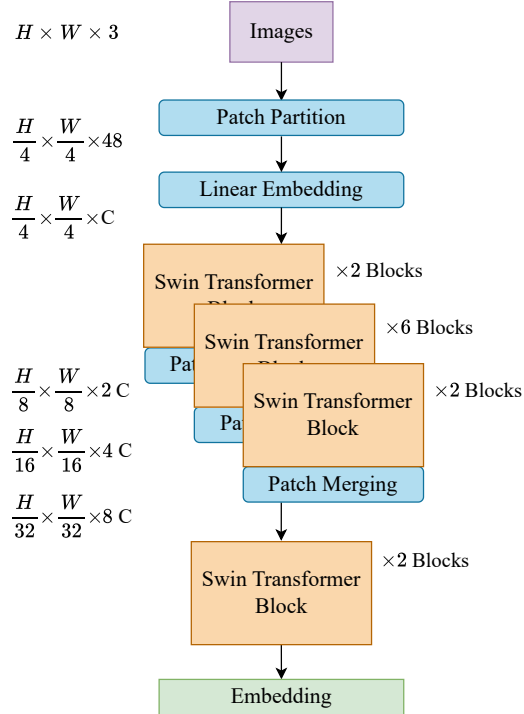 H × W × 3
Images
Patch Partition
H/4 × W/4 × 48
Linear Embedding
H/4 × W/4 × C
×2 Blocks
Swin Transformer
×6 Blocks
Swin Transformer
H/8 × W/8 × 2 C
×2 Blocks
Swin Transformer
Block
H/16 × W/16 × 4 C
Patch Merging
H/32 × W/32 × 8 C
×2 Blocks
Swin Transformer
Block
Embedding